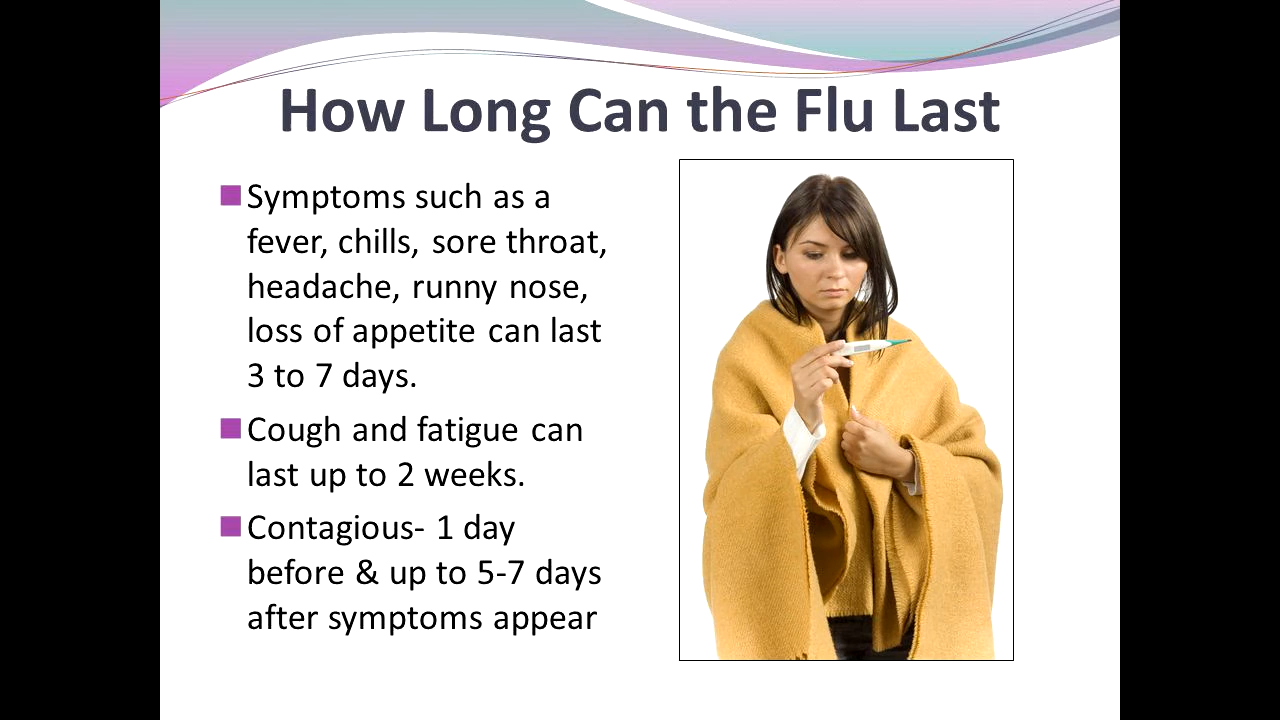 How Long Can the Flu Last
Symptoms such as a
fever, chills, sore throat,
headache, runny nose,
loss of appetite can last
3 to 7 days.
Cough and fatigue can
last up to 2 weeks.
Contagious- 1 day
before & up to 5-7 days
after symptoms appear